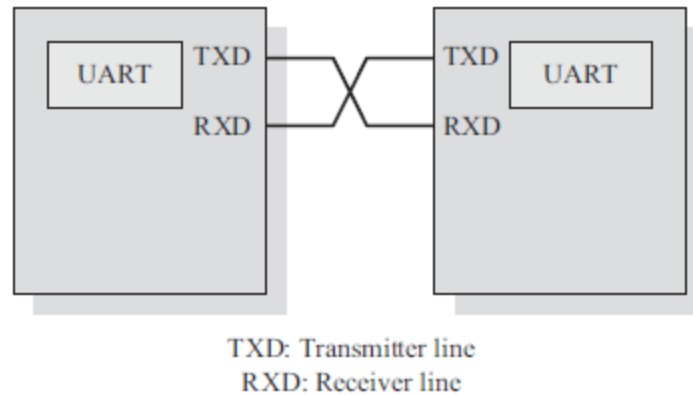 UART TXD TXD UART
RXD RXD
TXD: Transmitter line
RXD: Receiver line